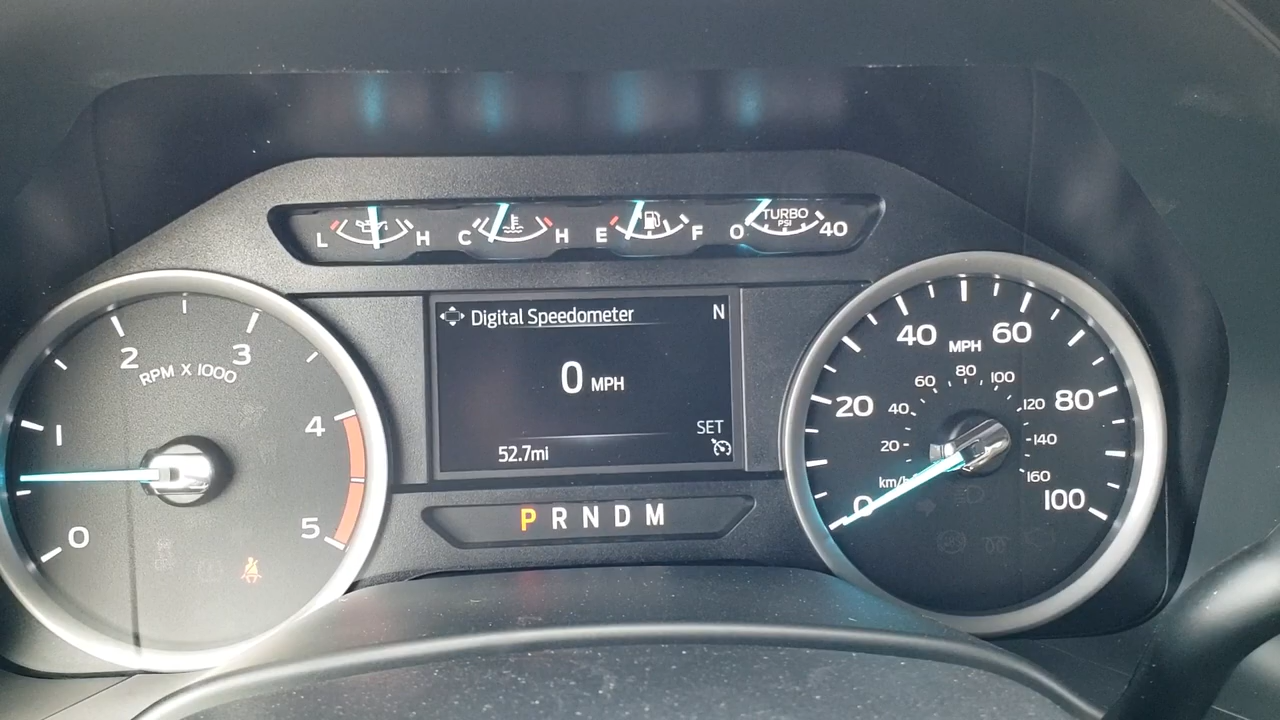 L H C H E F 0 TURBO PSI 40
1 2 3 4 5 0
RPM X 1000
Digital Speedometer N
0 MPH
SET
52.7mi
P R N D M
0 20 40 60 80 100
MPH
km/h 20 40 60 80 100 120 140 160